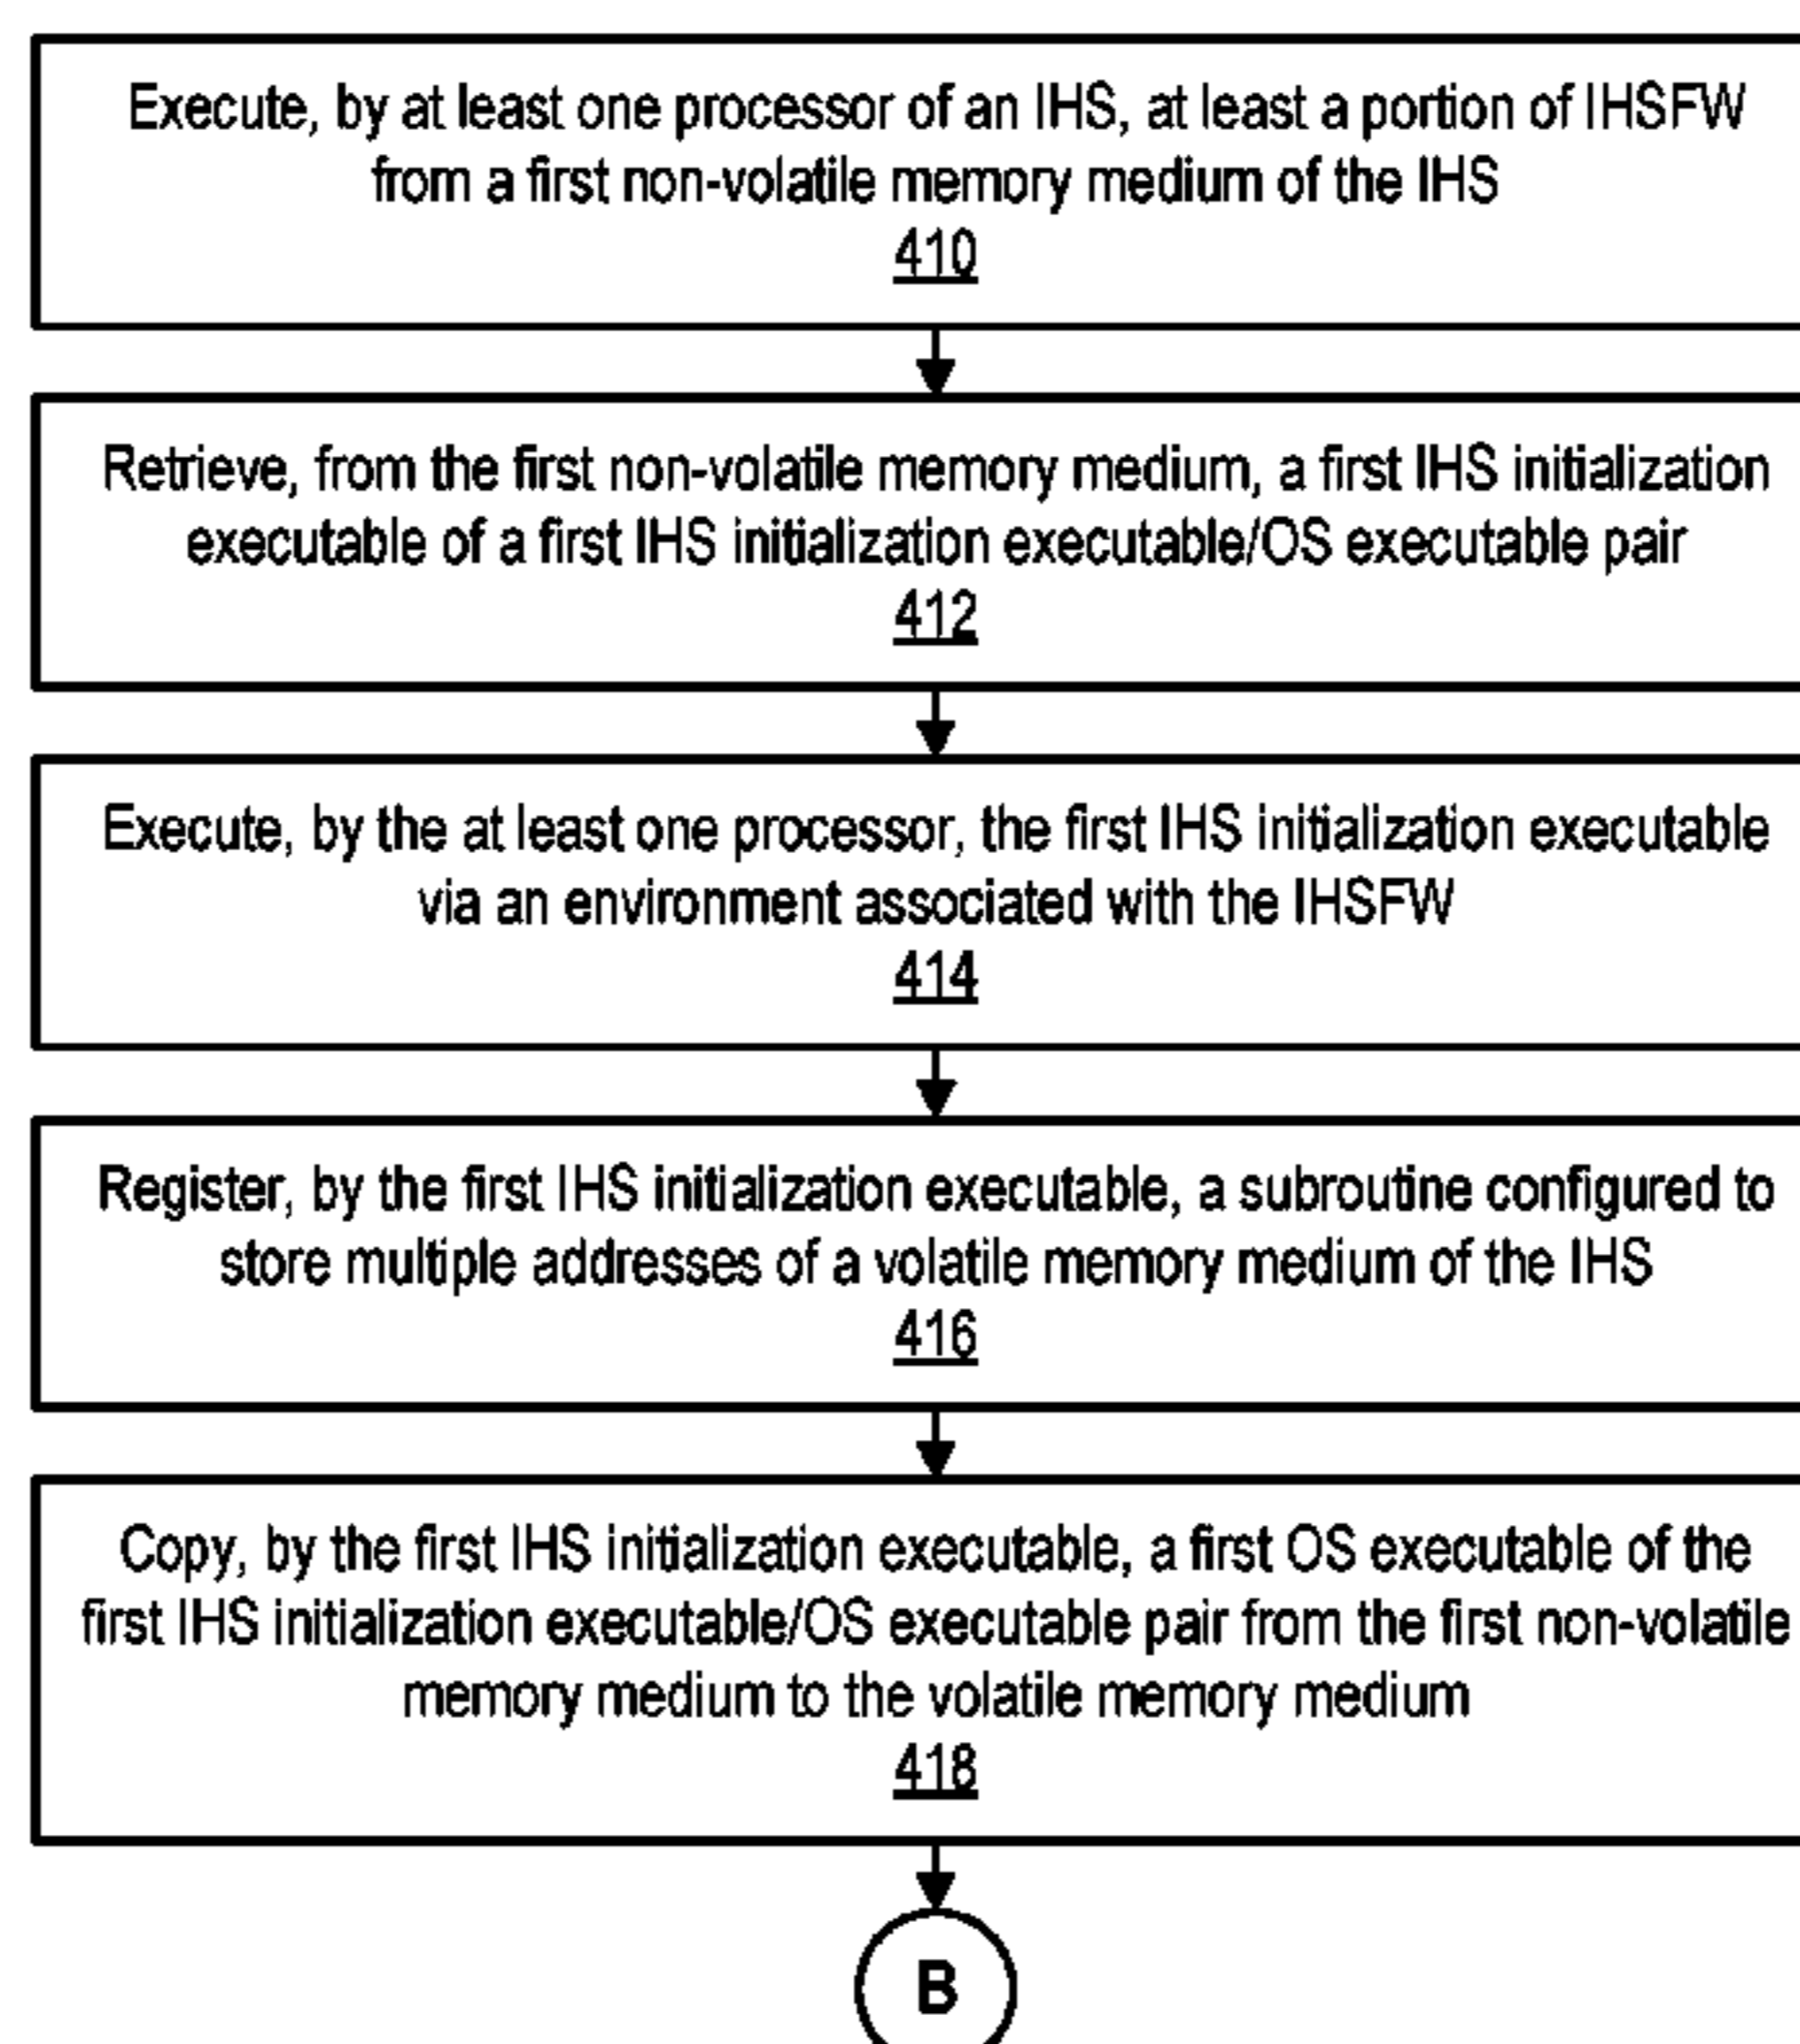 Execute, by at least one processor of an IHS, at least a portion of IHSFW
from a first non-volatile memory medium of the IHS
410
Retrieve, from the first non-volatile memory medium, a first IHS initialization
executable of a first IHS initialization executable/OS executable pair
412
Execute, by the at least one processor, the first IHS initialization executable
via an environment associated with the IHSFW
414
Register, by the first IHS initialization executable, a subroutine configured to
store multiple addresses of a volatile memory medium of the IHS
416
Copy, by the first IHS initialization executable, a first OS executable of the
first IHS initialization executable/OS executable pair from the first non-volatile
memory medium to the volatile memory medium
418
B